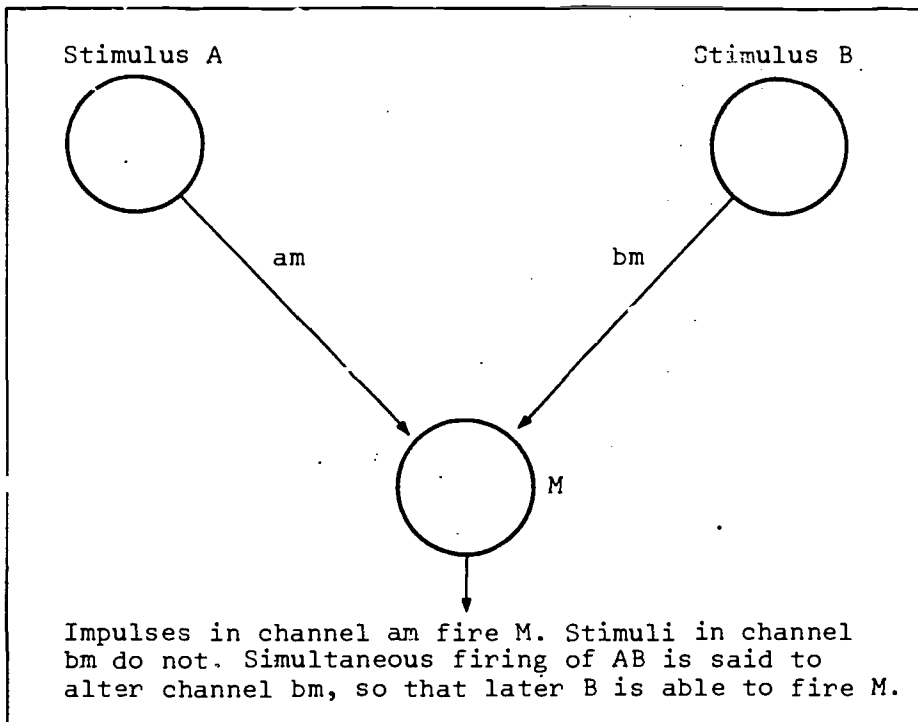 Stimulus A
Stimulus B
am
bm
M
Impulses in channel am fire M. Stimuli in channel
bm do not. Simultaneous firing of AB is said to
alter channel bm, so that later B is able to fire M.